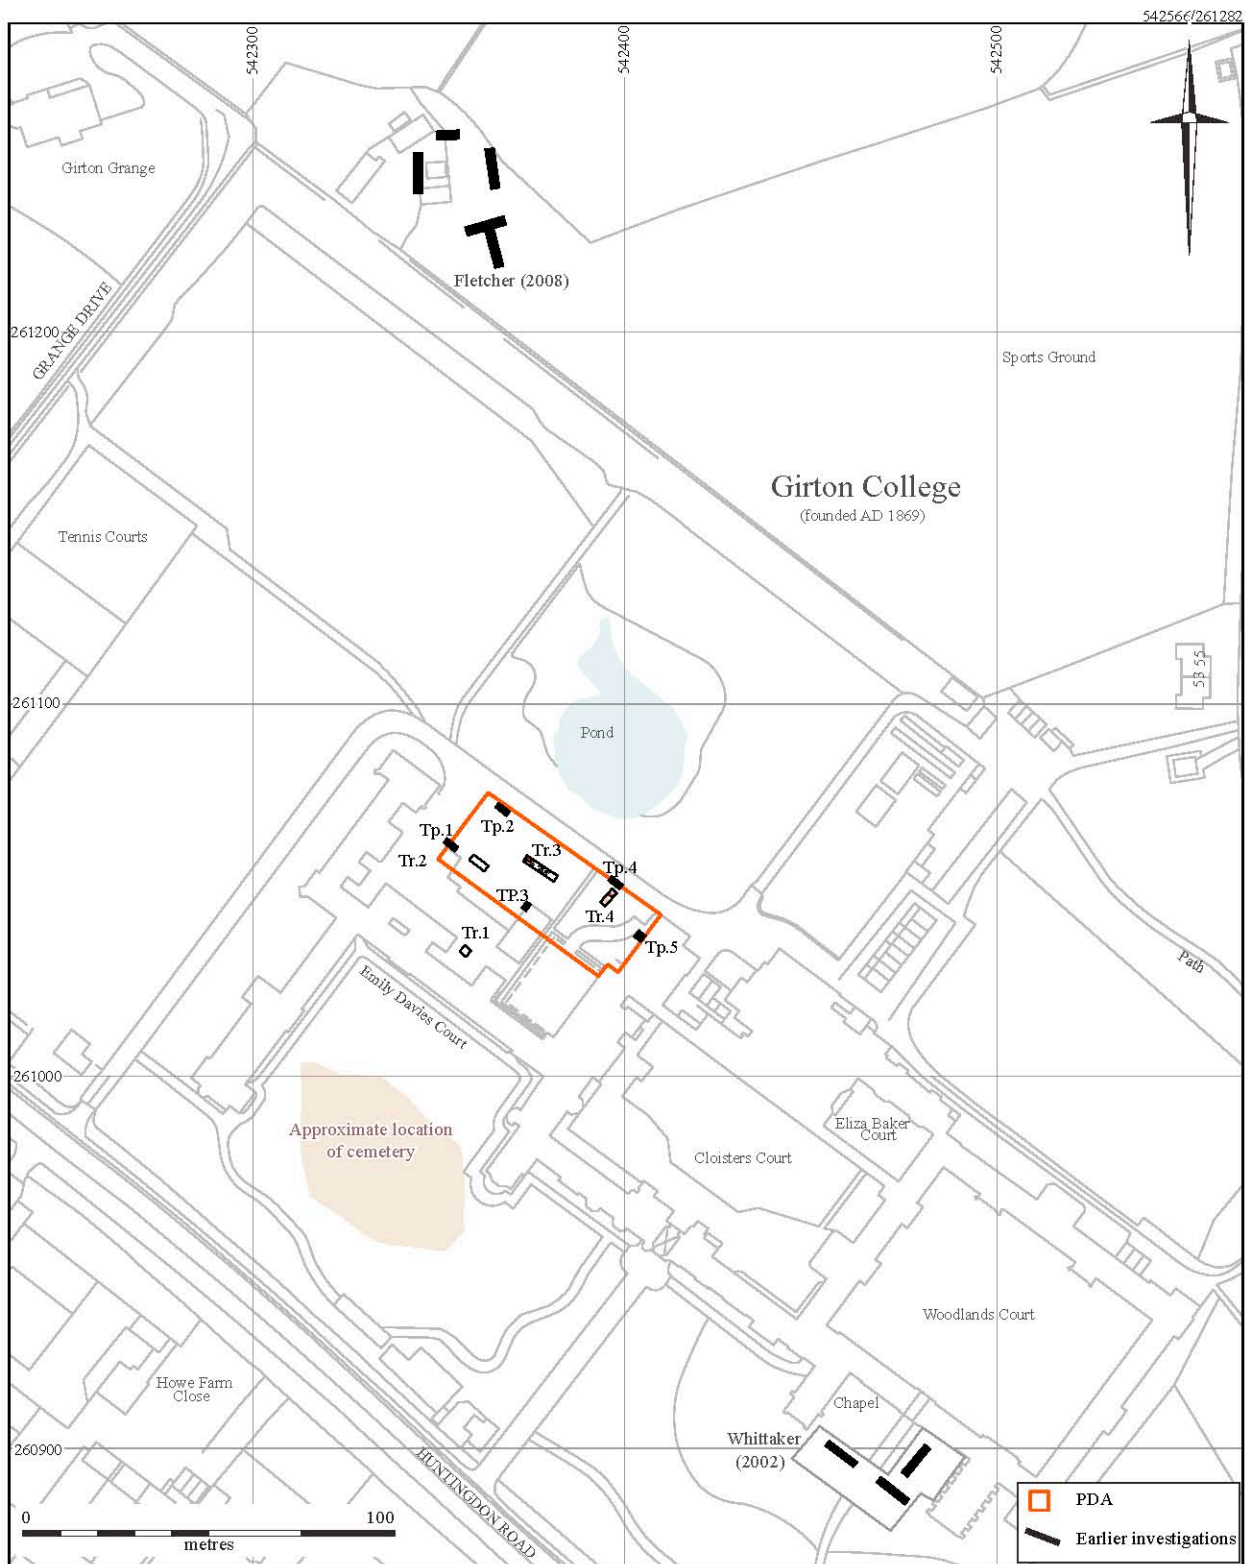 542566/261282
542300
542400
542500
Girton Grange
Fletcher (2008)
GRANGE DRIVE
261200
Sports Ground
Girton College
(founded AD 1869)
Tennis Courts
53 55
261100
Pond
Tp.1
Tp.2
Tr.2
Tr.3
Tp.4
TP.3
Tr.4
Tr.1
Tp.5
Path
Emily Davies Court
261000
Approximate location
of cemetery
Eliza Baker
Court
Cloisters Court
Woodlands Court
Howe Farm
Close
Chapel
Whittaker
(2002)
260900
HUNTINGDON ROAD
0 100
metres
PDA
Earlier investigations